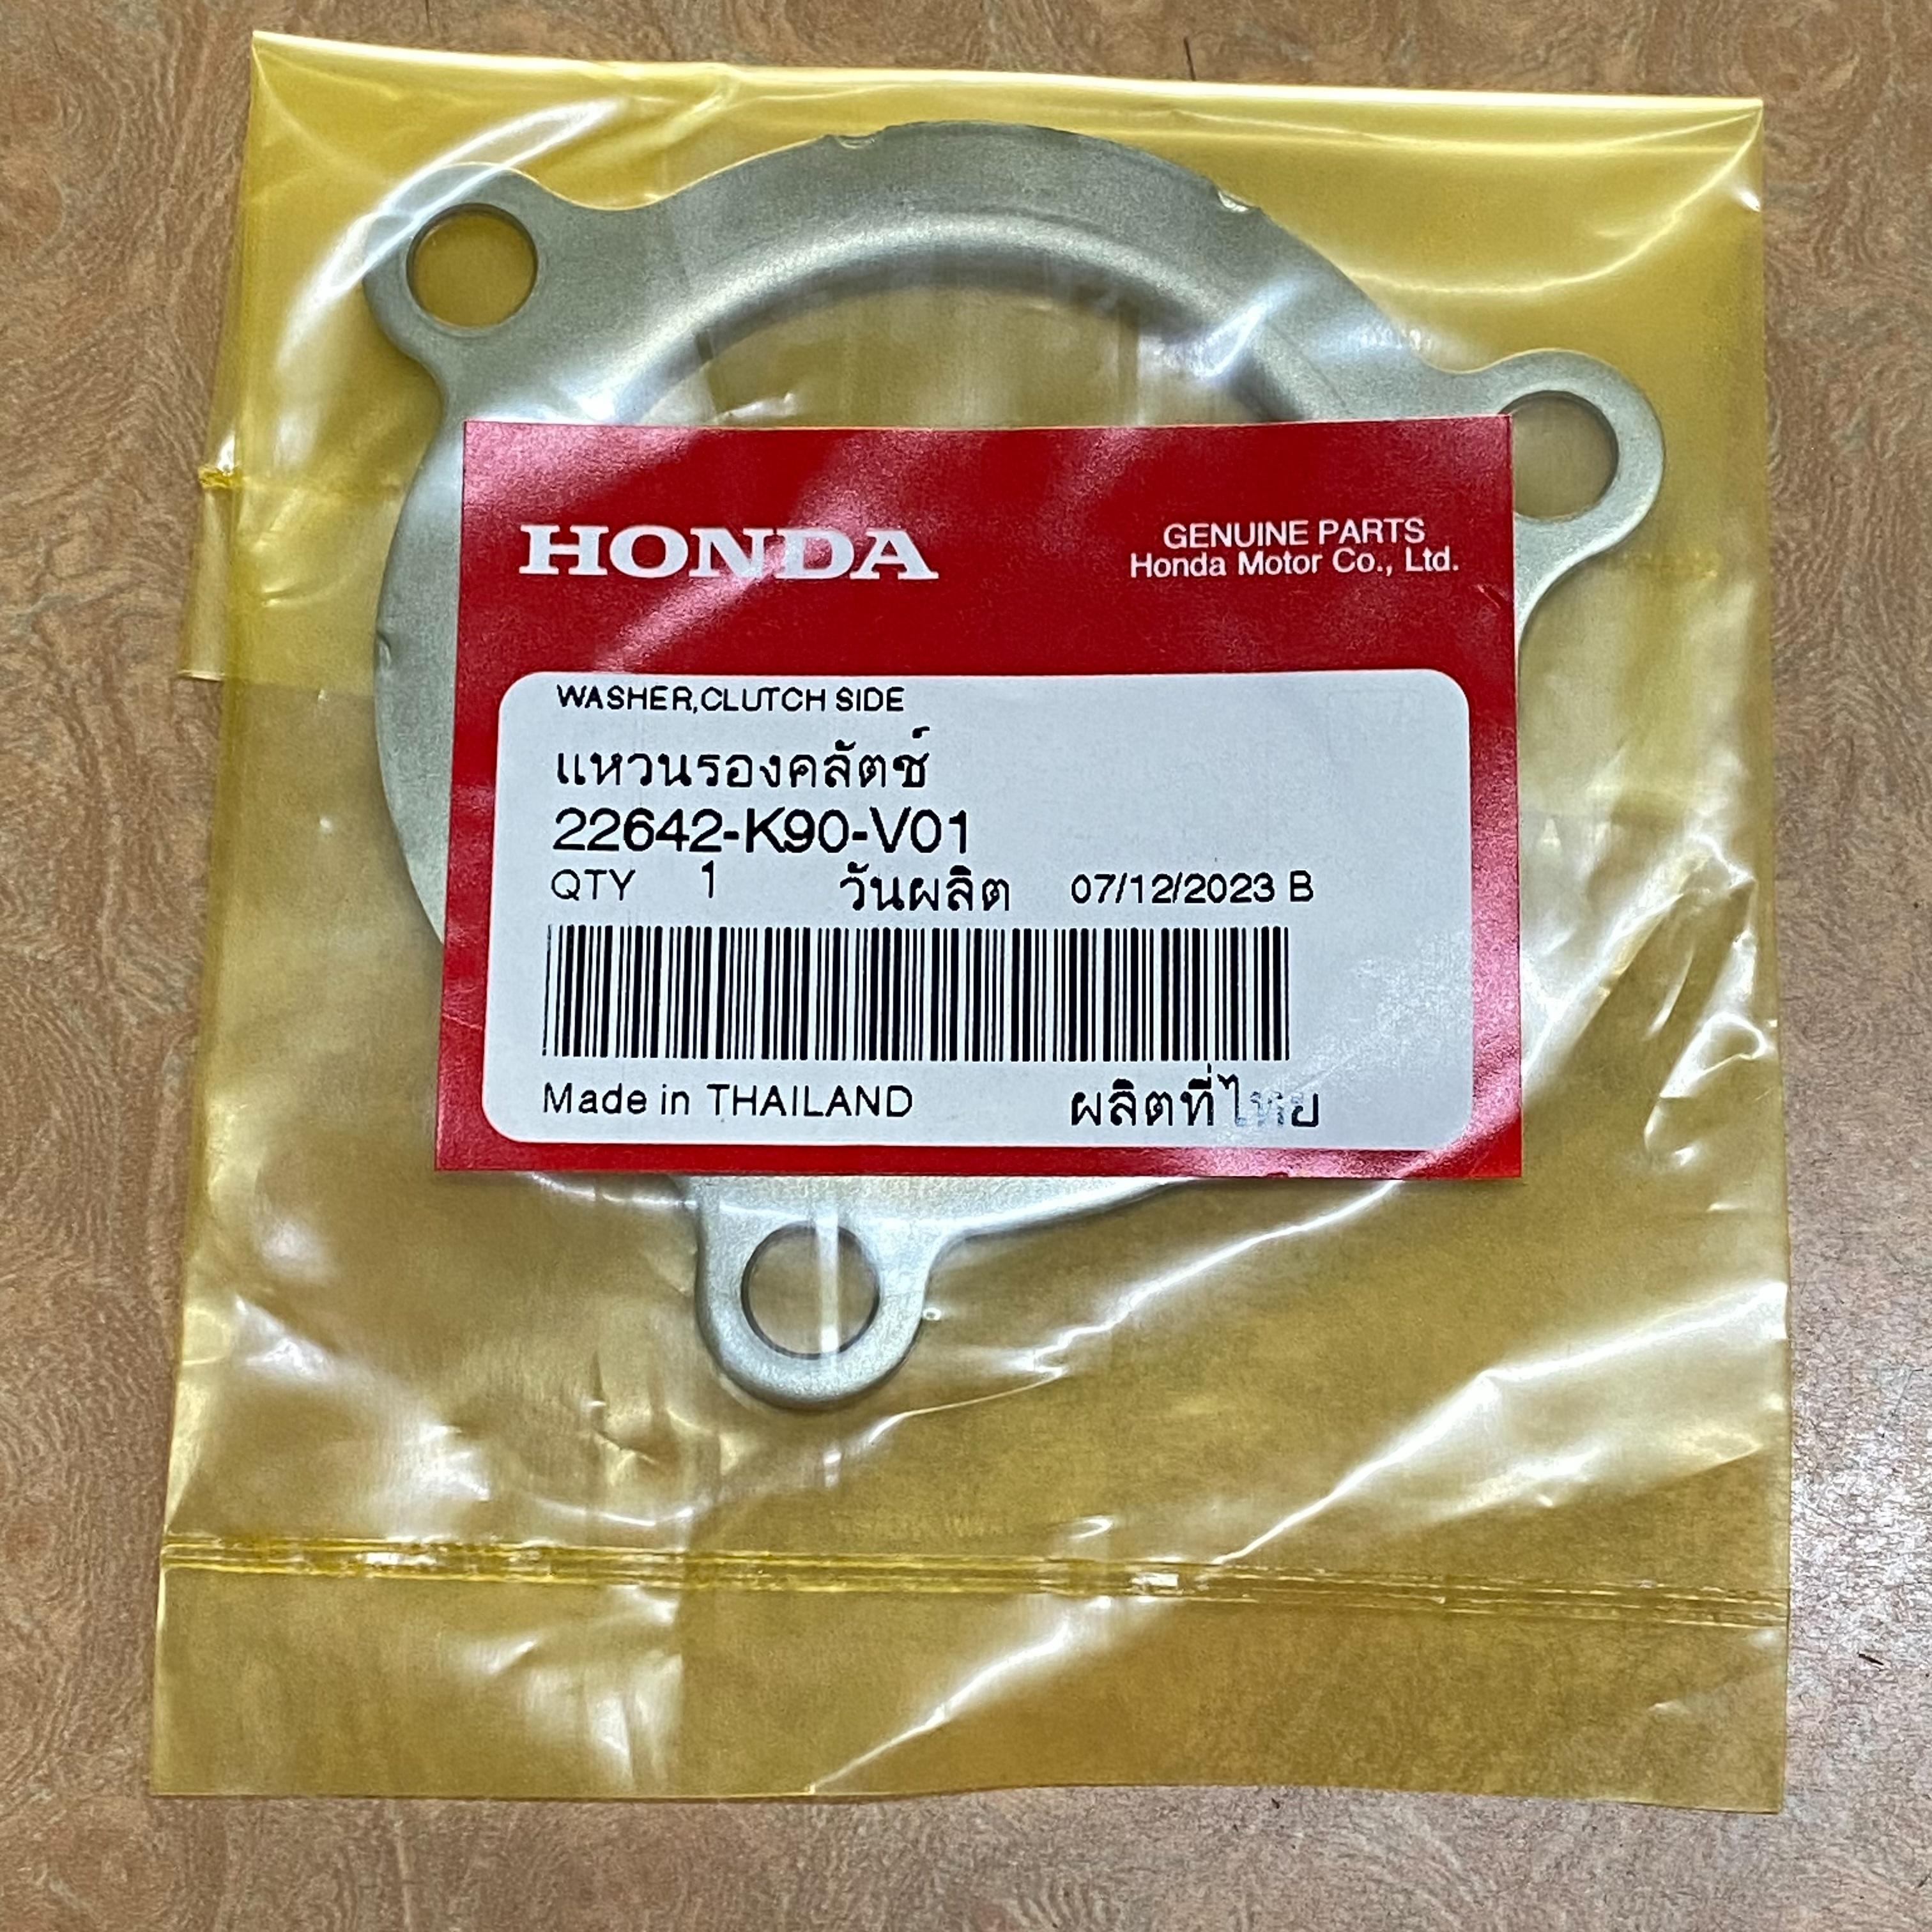 HONDA
GENUINE PARTS
Honda Motor Co., Ltd.
WASHER,CLUTCH SIDE
แหวนรองคลัตช์
22642-K90-V01
QTY 1 วันผลิต 07/12/2023 B
Made in THAILAND ผลิตที่ไทย